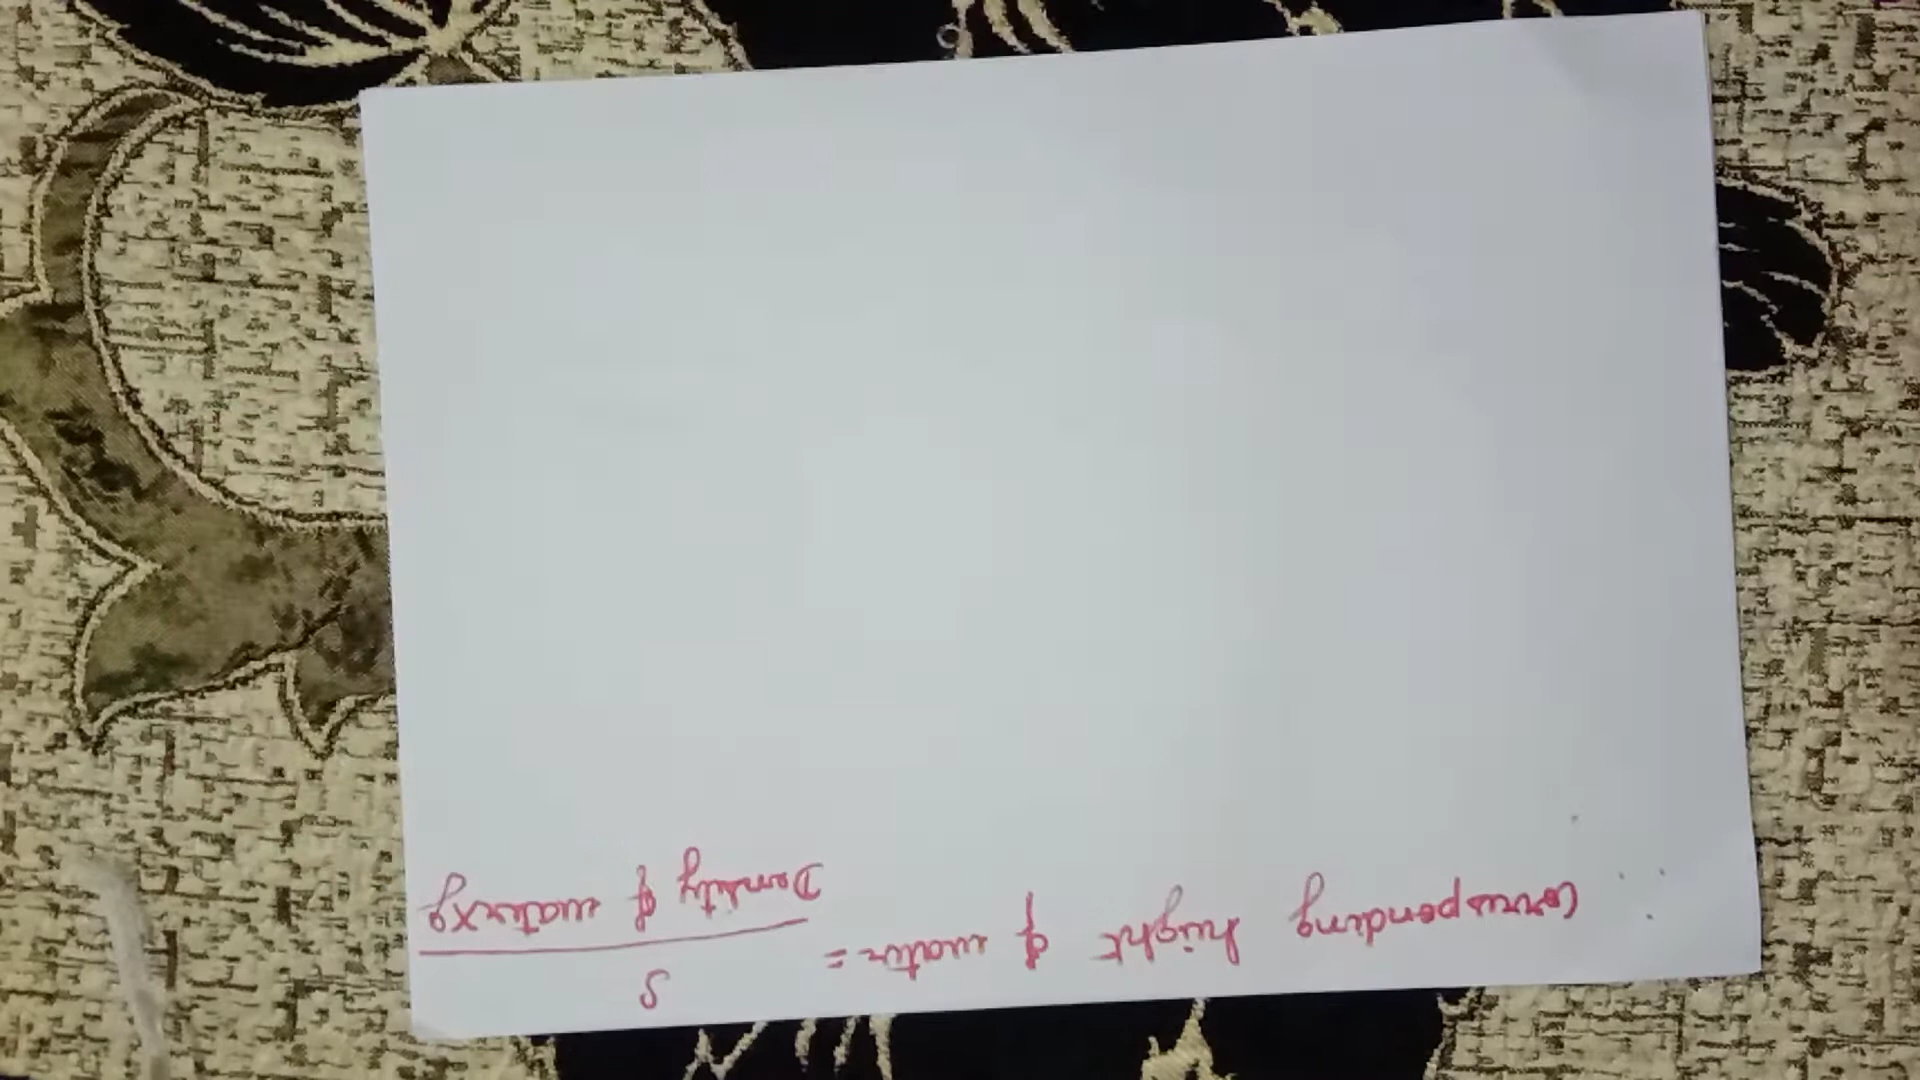 ∴ Corresponding height of water = S
Density of water×g